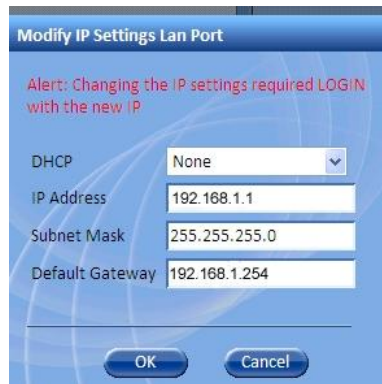 Modify IP Settings Lan Port
Alert: Changing the IP settings required LOGIN
with the new IP
DHCP None
IP Address 192.168.1.1
Subnet Mask 255.255.255.0
Default Gateway 192.168.1.254
OK Cancel